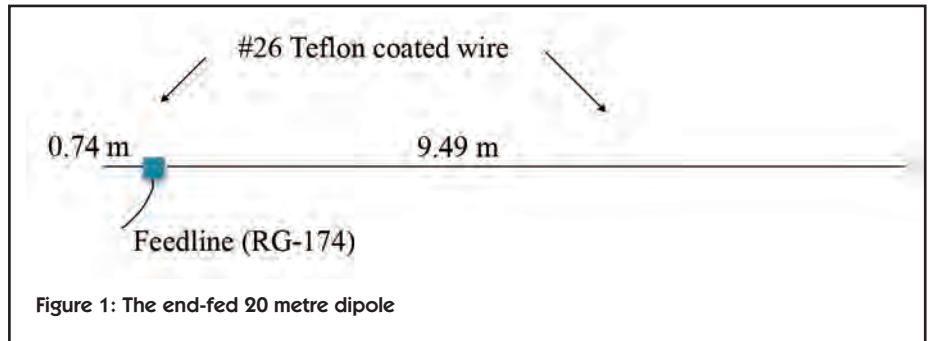 #26 Teflon coated wire
0.74 m
9.49 m
Feedline (RG-174)
Figure 1: The end-fed 20 metre dipole